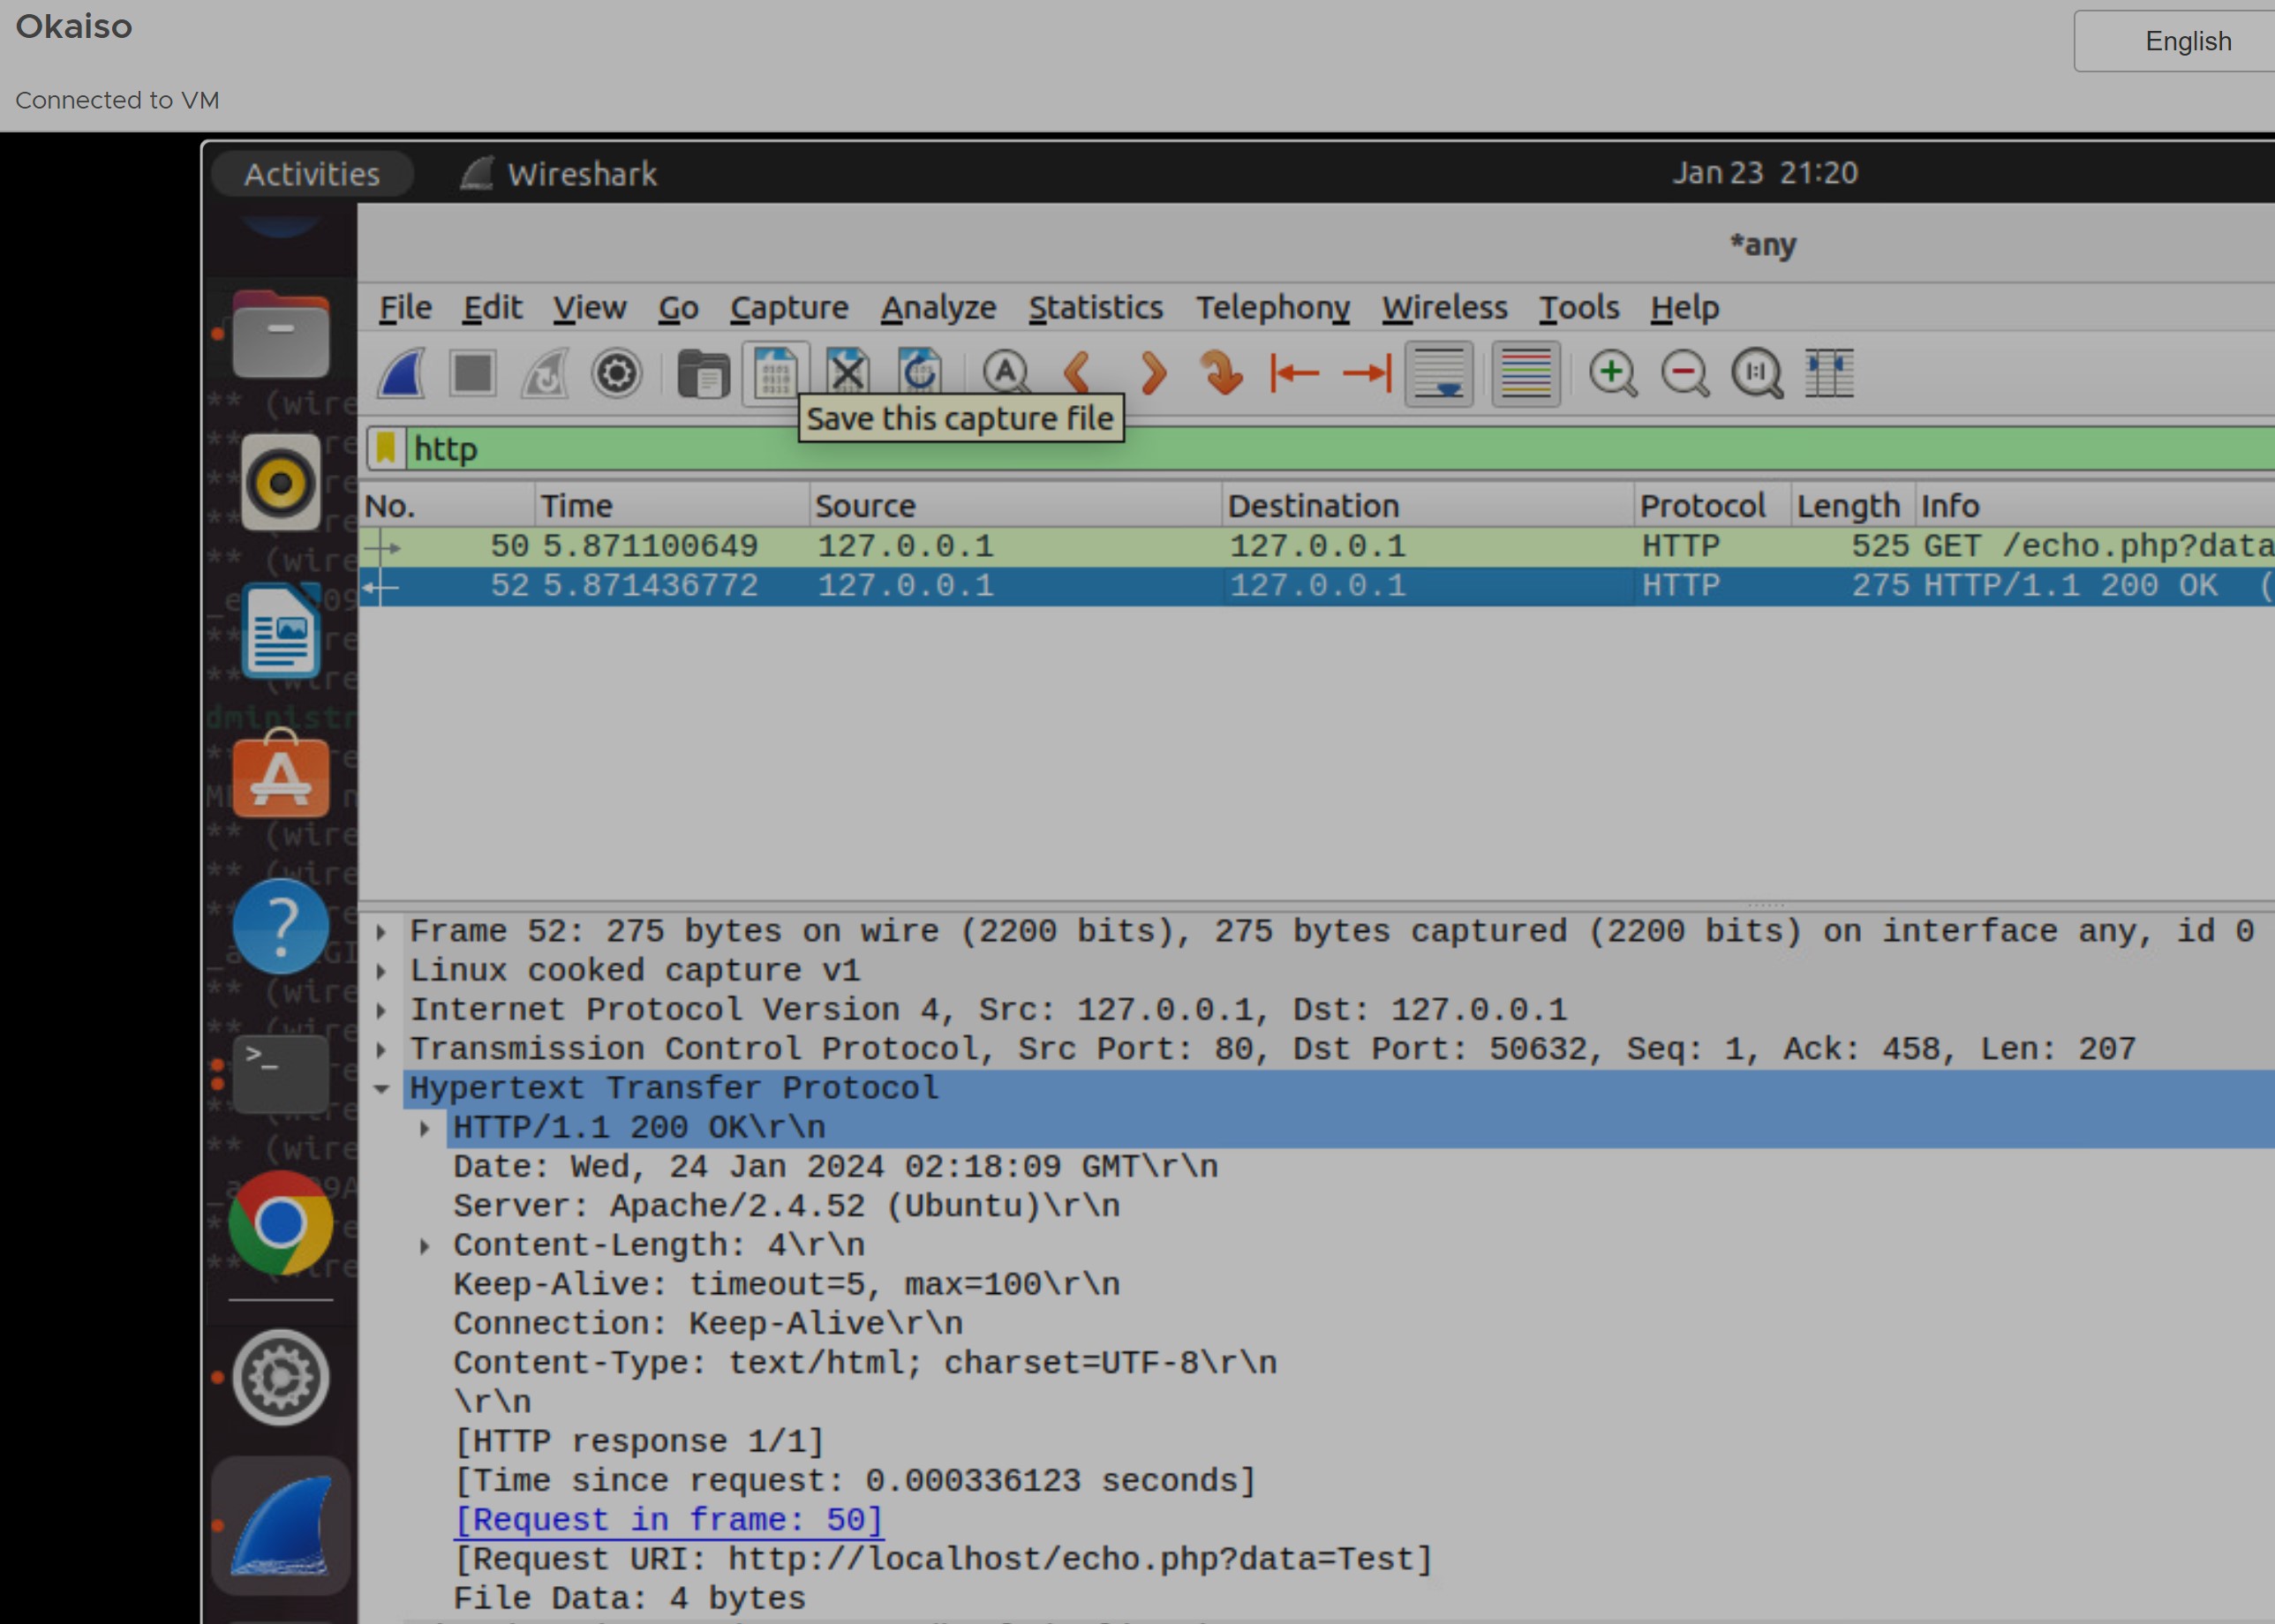 Okaiso
English
Connected to VM
Activities Wireshark Jan 23 21:20
*any
File Edit View Go Capture Analyze Statistics Telephony Wireless Tools Help
Save this capture file
http
No. Time Source Destination Protocol Length Info
50 5.871100649 127.0.0.1 127.0.0.1 HTTP 525 GET /echo.php?data
52 5.871436772 127.0.0.1 127.0.0.1 HTTP 275 HTTP/1.1 200 OK (
Frame 52: 275 bytes on wire (2200 bits), 275 bytes captured (2200 bits) on interface any, id 0
Linux cooked capture v1
Internet Protocol Version 4, Src: 127.0.0.1, Dst: 127.0.0.1
Transmission Control Protocol, Src Port: 80, Dst Port: 50632, Seq: 1, Ack: 458, Len: 207
Hypertext Transfer Protocol
HTTP/1.1 200 OK\r\n
Date: Wed, 24 Jan 2024 02:18:09 GMT\r\n
Server: Apache/2.4.52 (Ubuntu)\r\n
Content-Length: 4\r\n
Keep-Alive: timeout=5, max=100\r\n
Connection: Keep-Alive\r\n
Content-Type: text/html; charset=UTF-8\r\n
\r\n
[HTTP response 1/1]
[Time since request: 0.000336123 seconds]
[Request in frame: 50]
[Request URI: http://localhost/echo.php?data=Test]
File Data: 4 bytes